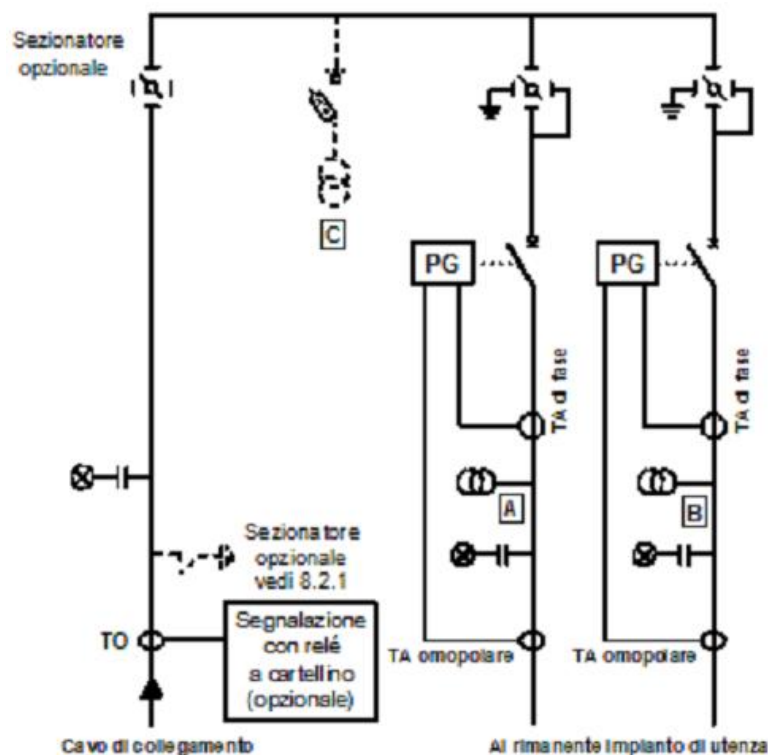 Sezionatore
opzionale
C
PG
PG
TA di fase
TA di fase
A
B
Sezionatore
opzionale
vedi 8.2.1
TO
Segnalazione
con relé
a cartellino
(opzionale)
TA omopolare
TA omopolare
Cavo di collegamento
Al rimanente impianto di utenza